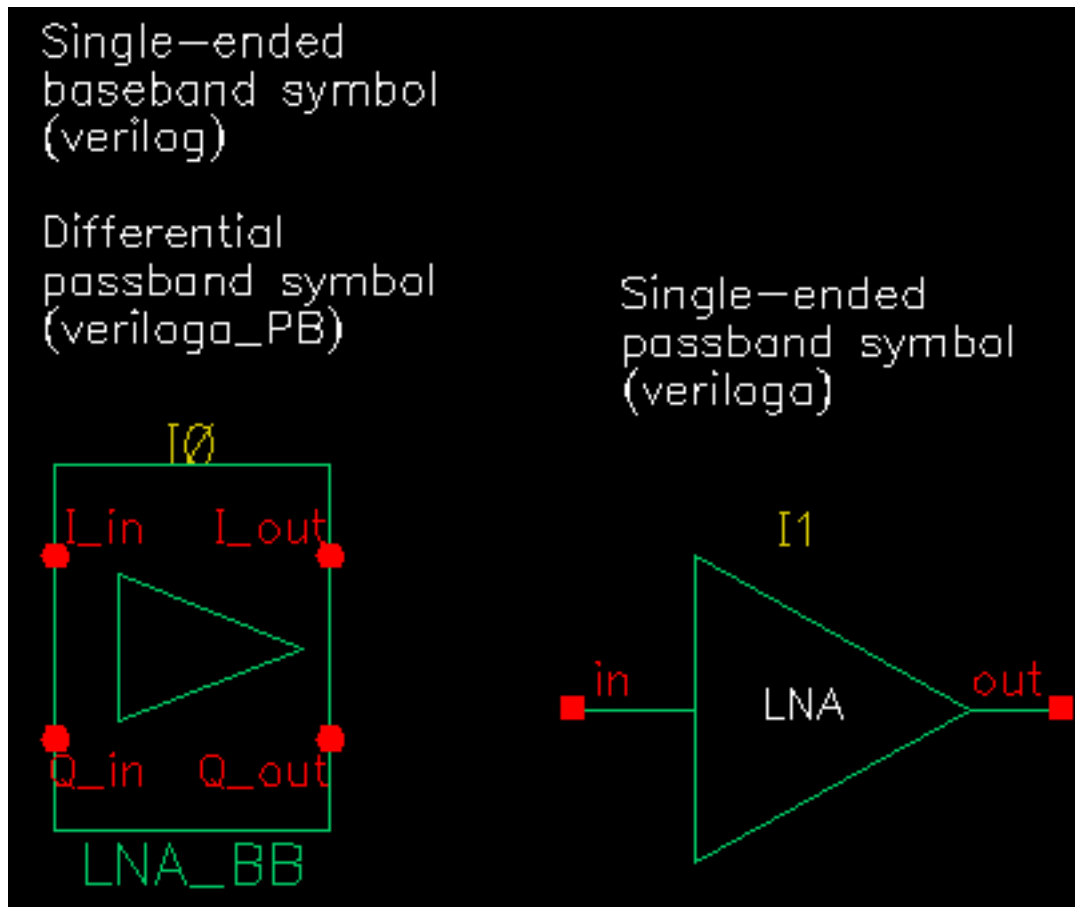 Single-ended
baseband symbol
(verilog)
Differential
passband symbol
(veriloga_PB)
Single-ended
passband symbol
(veriloga)
I0
I_in I_out
Q_in Q_out
LNA_BB
I1
in
LNA
out